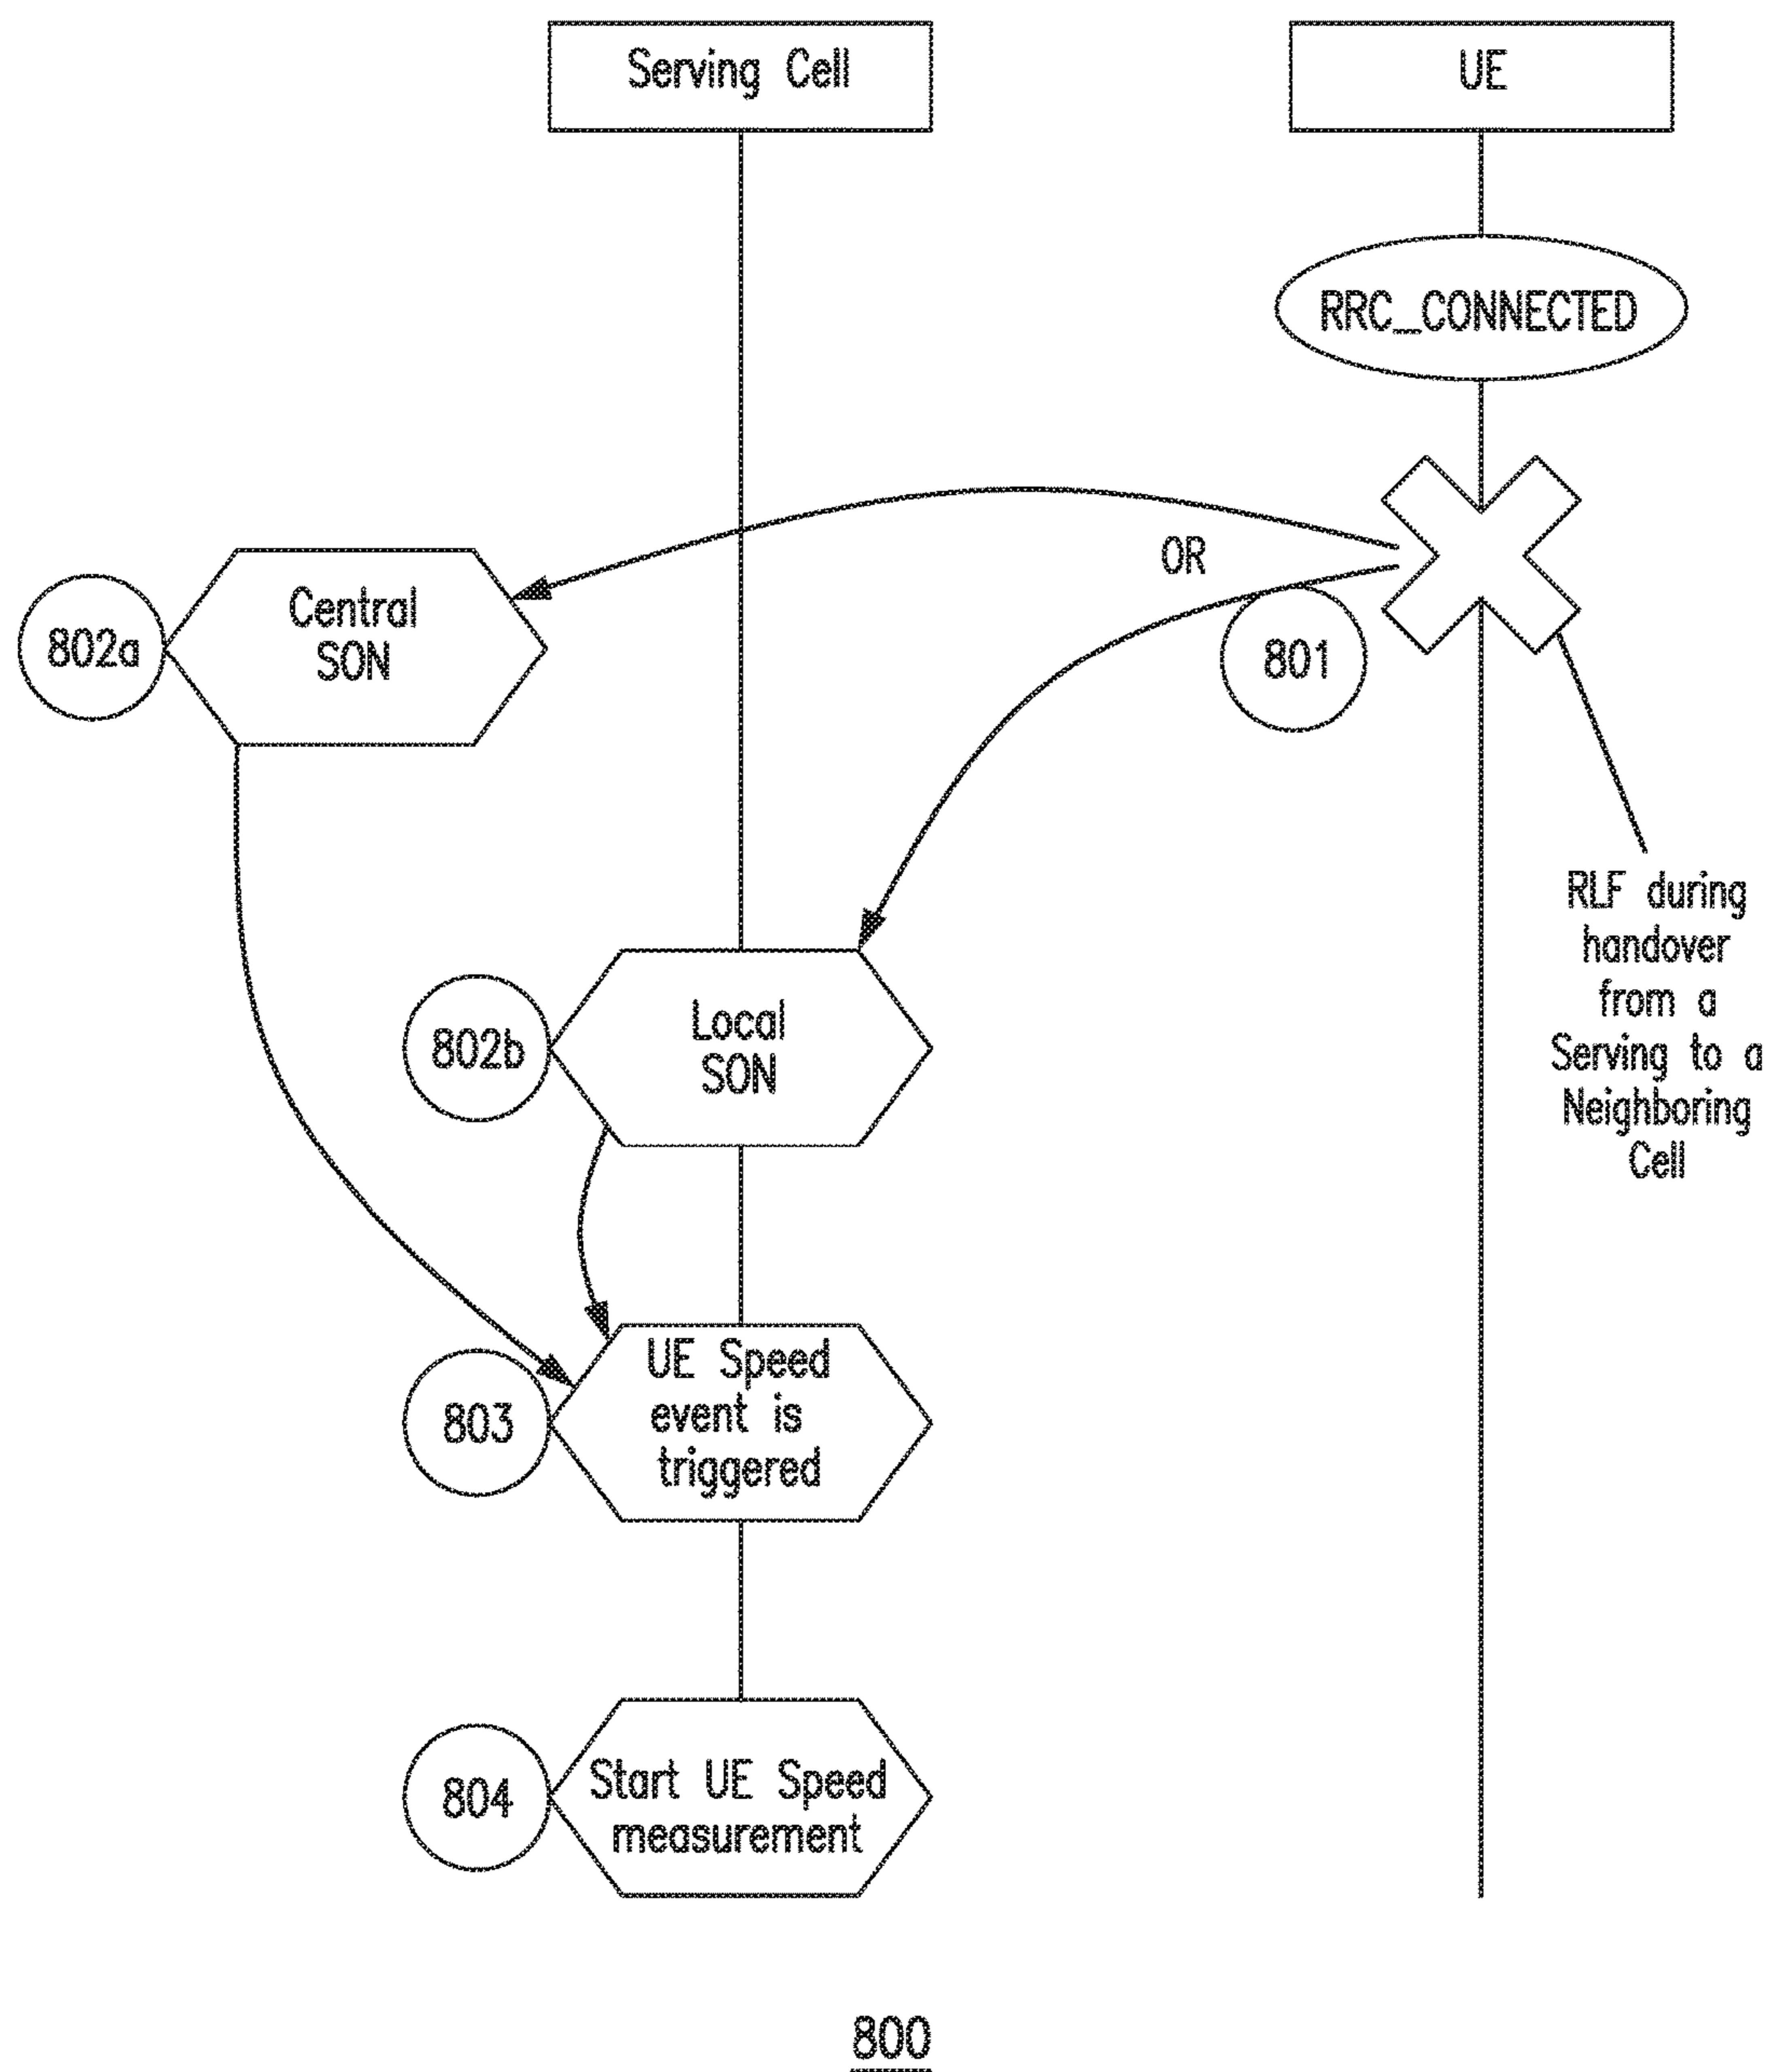 Serving Cell
UE
RRC_CONNECTED
OR
801
802a
Central
SON
RLF during
handover
from a
Serving to a
Neighboring
Cell
802b
Local
SON
803
UE Speed
event is
triggered
804
Start UE Speed
measurement
800